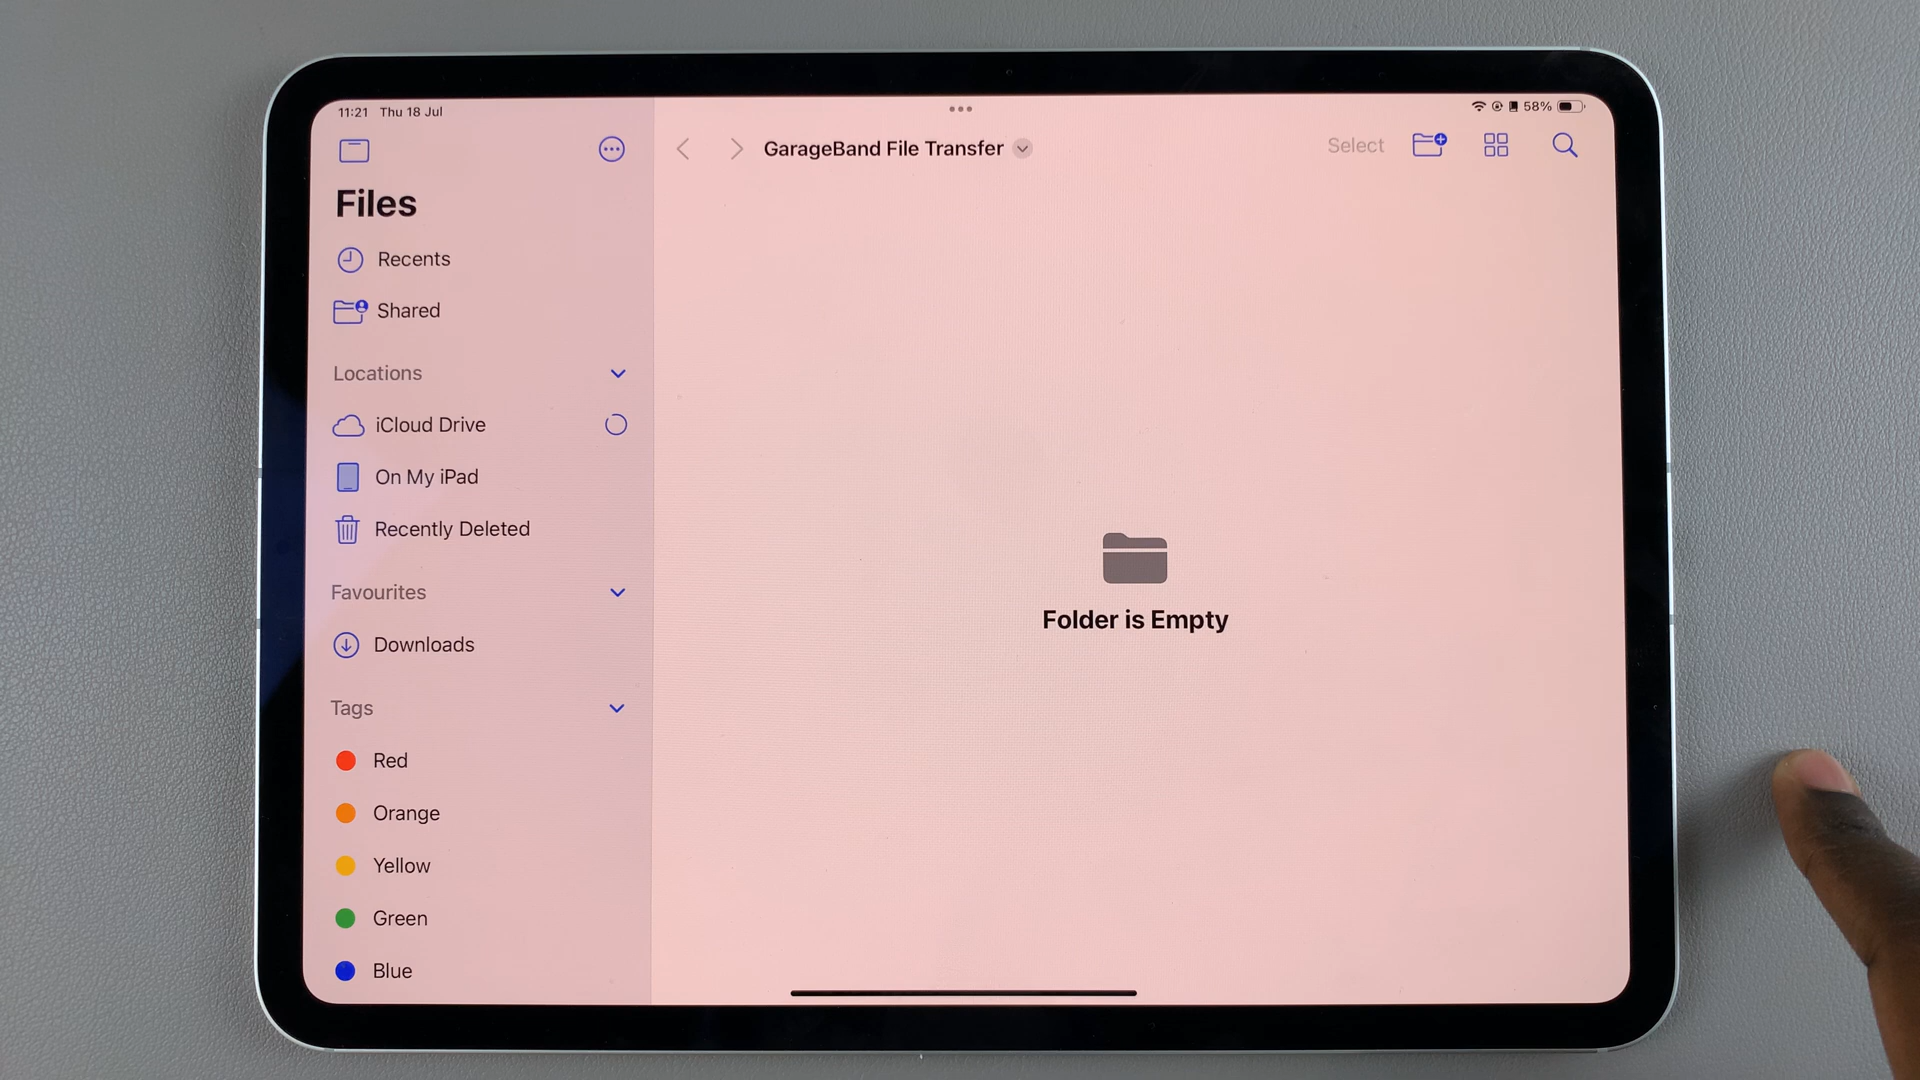 11:21 Thu 18 Jul
58%
GarageBand File Transfer
Select
Files
Recents
Shared
Locations
iCloud Drive
On My iPad
Recently Deleted
Favourites
Downloads
Tags
Red
Orange
Yellow
Green
Blue
Folder is Empty